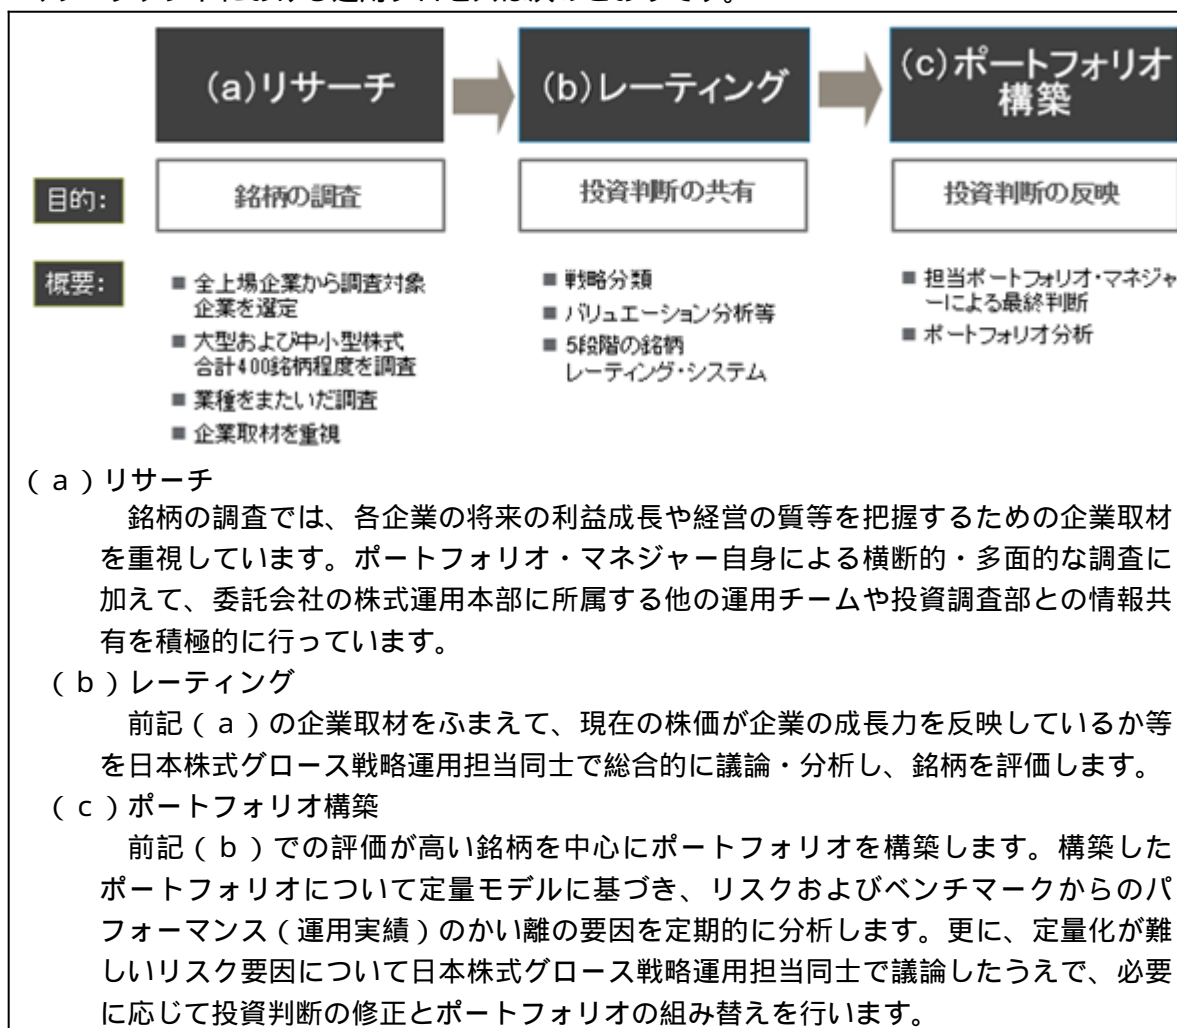 (a)リサーチ
(b)レーティング
(c)ポートフォリオ
構築
目的:
銘柄の調査
投資判断の共有
投資判断の反映
概要:
■ 全上場企業から調査対象
企業を選定
■ 大型および中小型株式
合計400銘柄程度を調査
■ 業種をまたいだ調査
■ 企業取材を重視
■ 戦略分類
■ バリュエーション分析等
■ 5段階の銘柄
レーティング・システム
■ 担当ポートフォリオ・マネジャ
ーによる最終判断
■ ポートフォリオ分析
(a)リサーチ
銘柄の調査では、各企業の将来の利益成長や経営の質等を把握するための企業取材
を重視しています。ポートフォリオ・マネジャー自身による横断的・多面的な調査に
加えて、委託会社の株式運用本部に所属する他の運用チームや投資調査部との情報共
有を積極的に行っています。
(b)レーティング
前記(a)の企業取材をふまえて、現在の株価が企業の成長力を反映しているか等
を日本株式グロース戦略運用担当同士で総合的に議論・分析し、銘柄を評価します。
(c)ポートフォリオ構築
前記(b)での評価が高い銘柄を中心にポートフォリオを構築します。構築した
ポートフォリオについて定量モデルに基づき、リスクおよびベンチマークからのパ
フォーマンス(運用実績)のかい離の要因を定期的に分析します。更に、定量化が難
しいリスク要因について日本株式グロース戦略運用担当同士で議論したうえで、必要
に応じて投資判断の修正とポートフォリオの組み替えを行います。